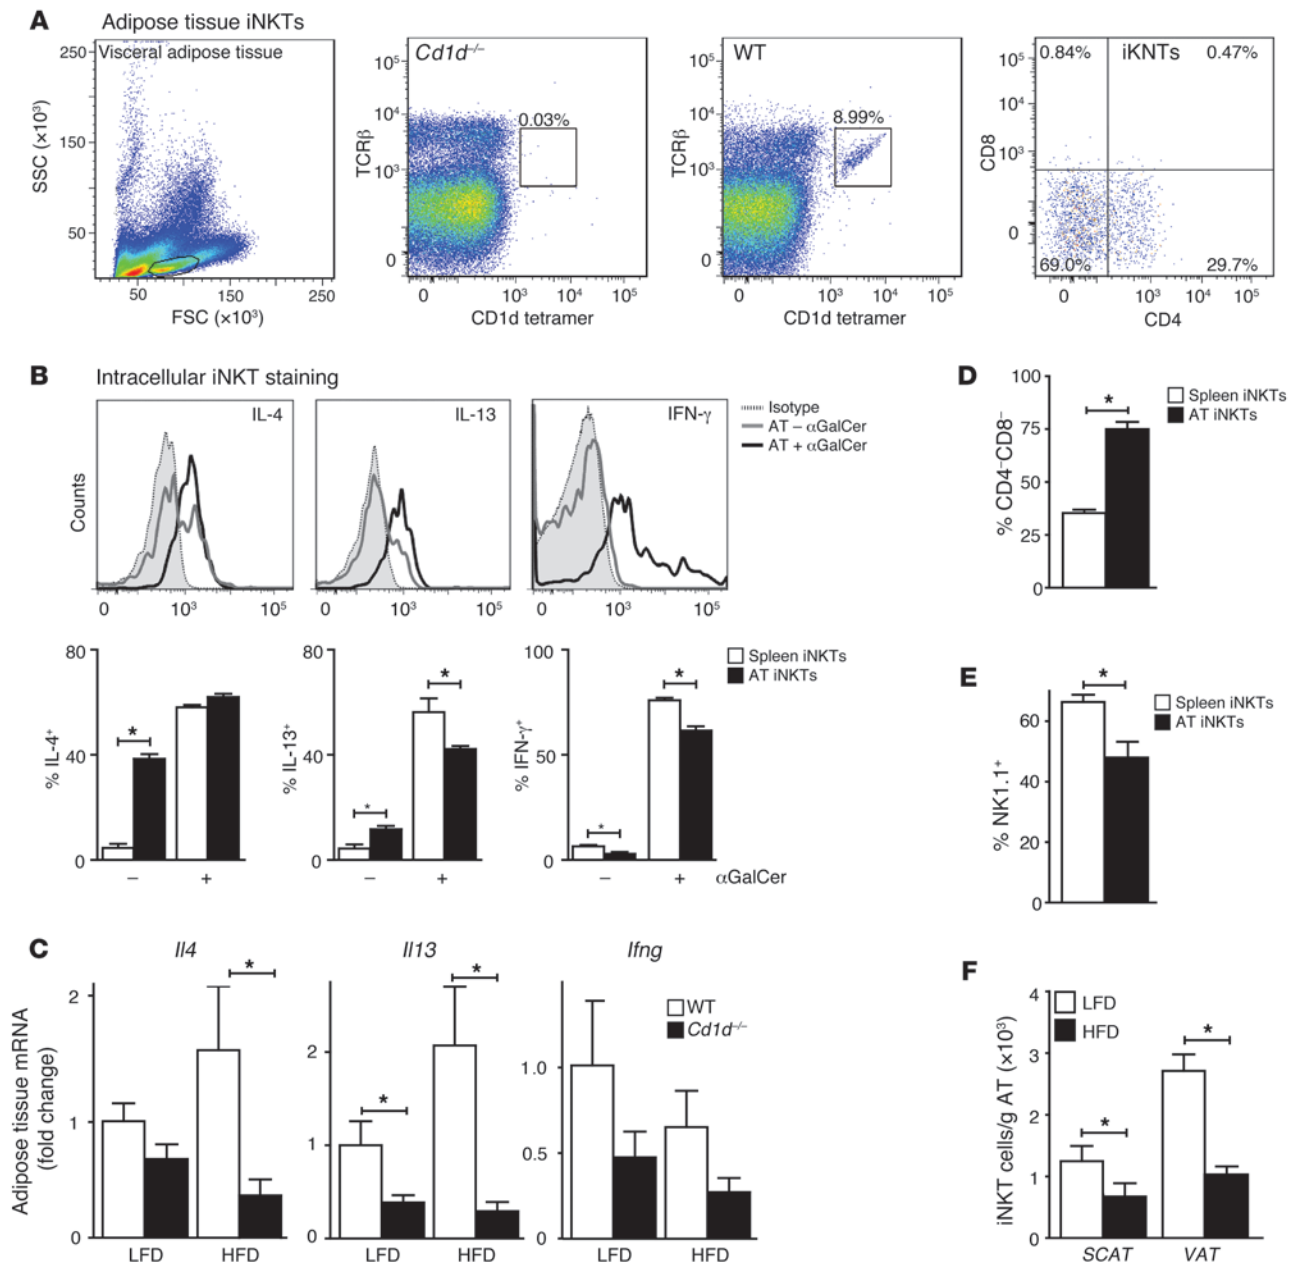 A Adipose tissue iNKTs
Visceral adipose tissue
250
150
50
SSC (×10³)
50 150 250
FSC (×10³)
Cd1d⁻/⁻
0.03%
10⁵
10⁴
10³
0
TCRβ
0 10³ 10⁴ 10⁵
CD1d tetramer
WT
8.99%
10⁵
10⁴
10³
0
TCRβ
0 10³ 10⁴ 10⁵
CD1d tetramer
0.84% iKNTs 0.47%
10⁵
10⁴
10³
0
CD8
69.0% 29.7%
0 10³ 10⁴ 10⁵
CD4
B Intracellular iNKT staining
IL-4
IL-13
IFN-γ
Isotype
AT – αGalCer
AT + αGalCer
Counts
0 10³ 10⁵
0 10³ 10⁵
0 10³ 10⁵
80
40
0
% IL-4⁺
*
– +
80
40
0
% IL-13⁺
* *
– +
100
50
0
% IFN-γ⁺
* *
– + αGalCer
Spleen iNKTs
AT iNKTs
C
Il4
2
1
0
Adipose tissue mRNA
(fold change)
*
LFD HFD
Il13
2
1
0
* *
LFD HFD
Ifng
1.0
0.5
0
WT
Cd1d⁻/⁻
LFD HFD
D
100
75
50
25
0
% CD4⁻CD8⁻
*
Spleen iNKTs
AT iNKTs
E
60
40
20
0
% NK1.1⁺
*
Spleen iNKTs
AT iNKTs
F
4
3
2
1
0
iNKT cells/g AT (×10³)
LFD
HFD
* *
SCAT VAT